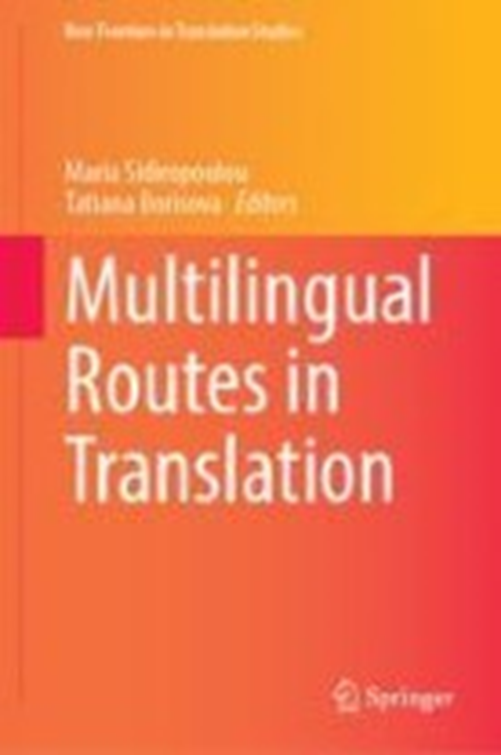 New Frontiers in Translation Studies
Maria Sidiropoulou
Tatiana Borisova Editors
Multilingual
Routes in
Translation
Springer